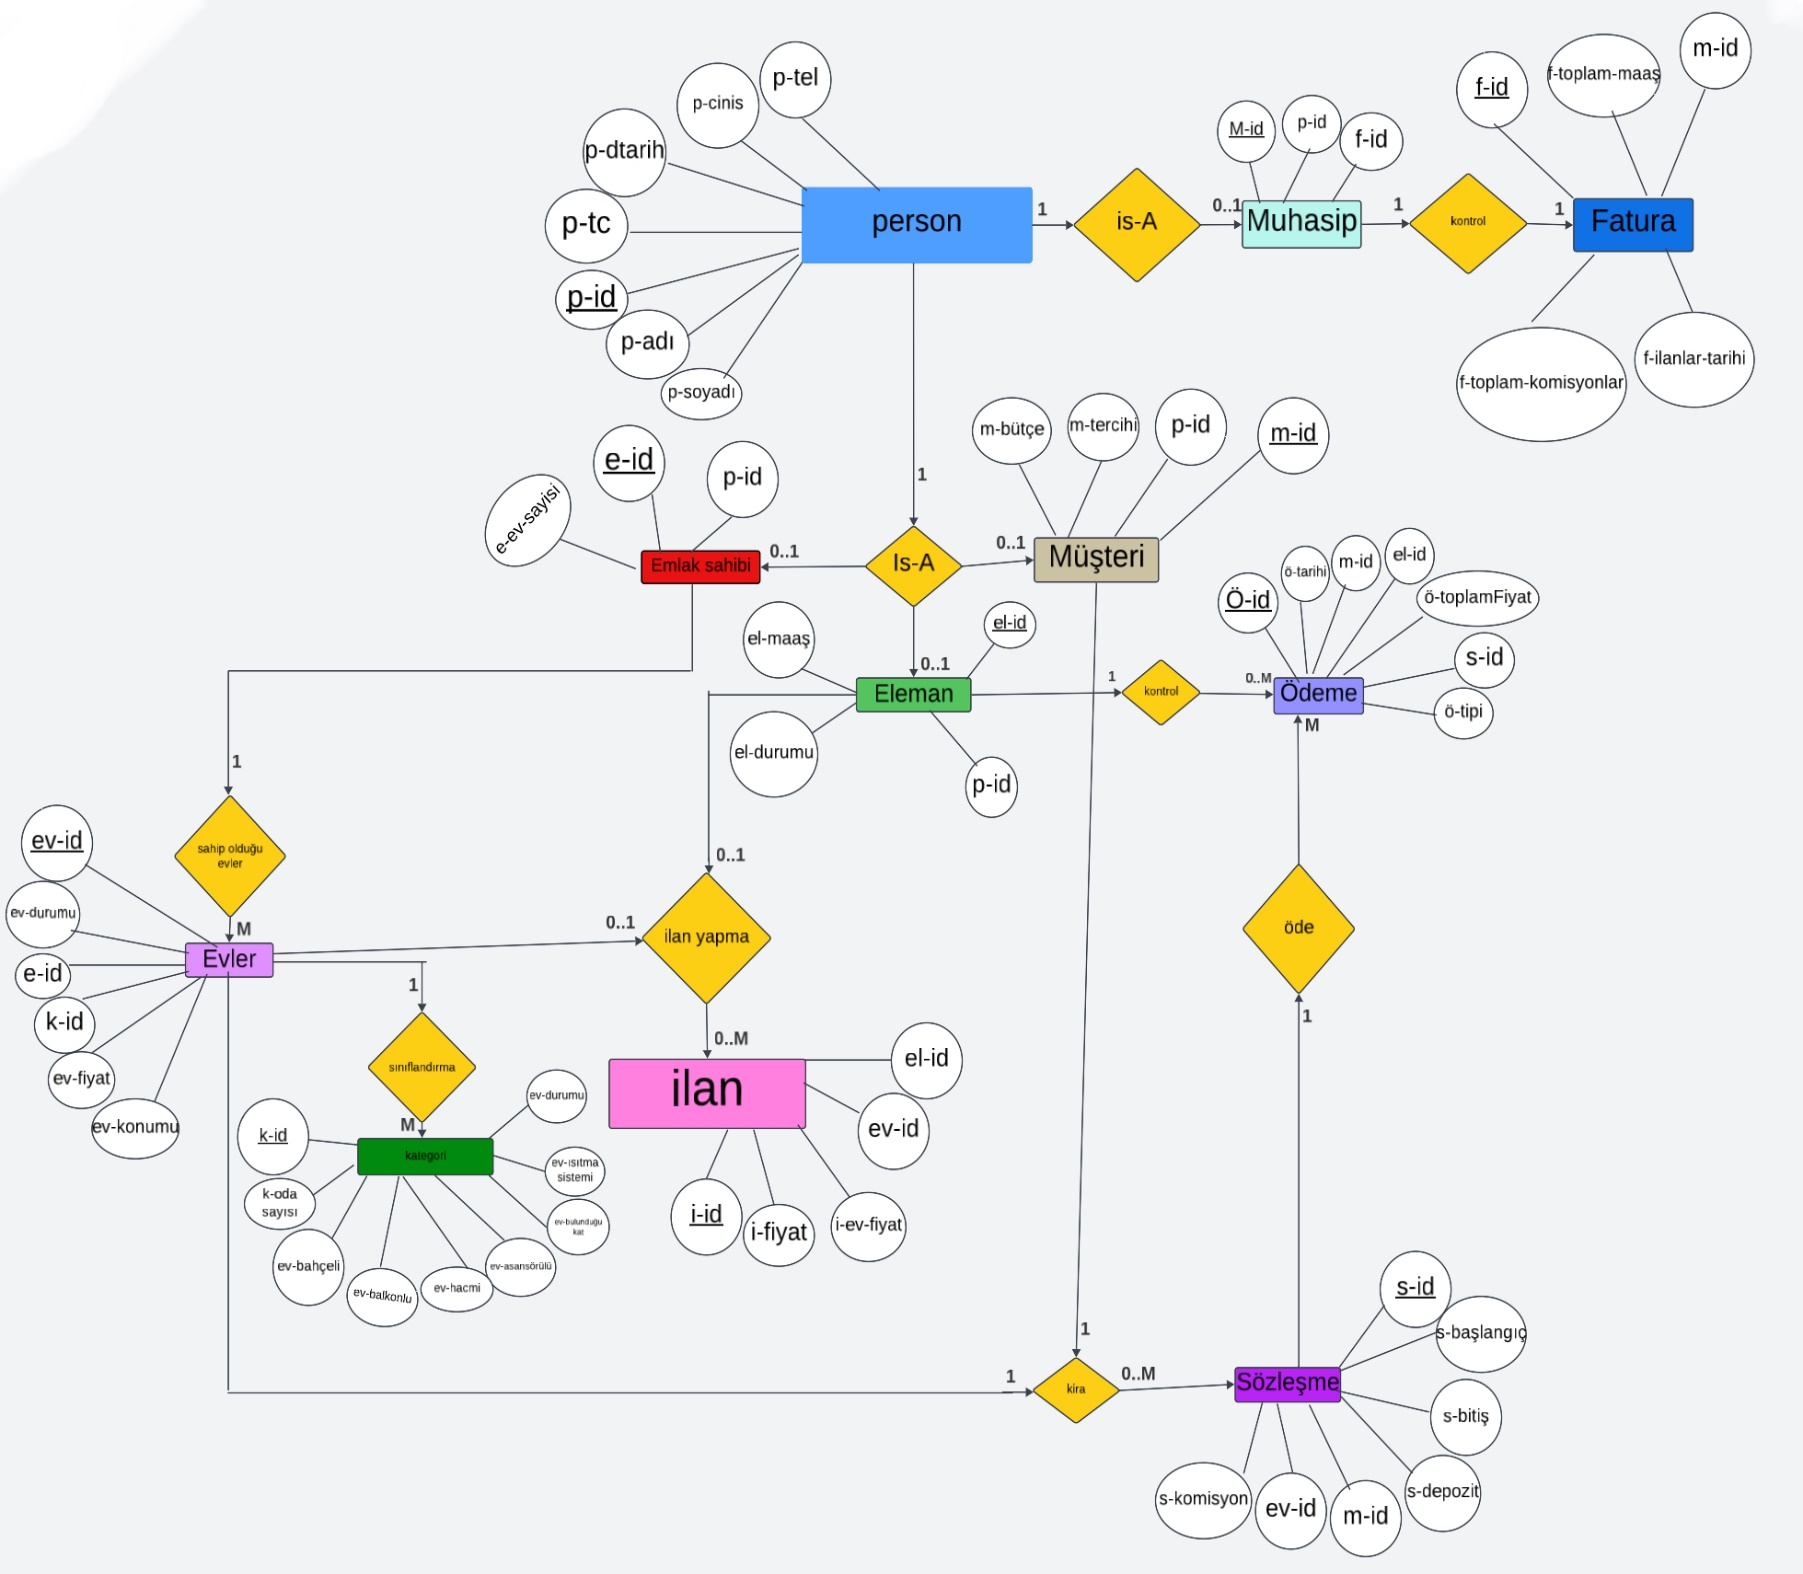 p-tel
p-cinis
p-dtarih
p-tc
p-id
p-adı
p-soyadı
person
1
is-A
0..1
M-id
p-id
f-id
Muhasip
1
kontrol
1
f-id
f-toplam-maaş
m-id
Fatura
f-toplam-komisyonlar
f-ilanlar-tarihi
1
e-ev-sayisi
e-id
p-id
Emlak sahibi
0..1
Is-A
0..1
m-bütçe
m-tercihi
p-id
m-id
Müşteri
0..1
el-maaş
el-id
Eleman
el-durumu
p-id
1
kontrol
0..M
Ö-id
ö-tarihi
m-id
el-id
ö-toplamFiyat
s-id
ö-tipi
Ödeme
M
1
sahip olduğu
evler
M
ev-id
ev-durumu
e-id
k-id
ev-fiyat
ev-konumu
Evler
0..1
0..1
ilan yapma
0..M
ilan
el-id
ev-id
i-id
i-fiyat
i-ev-fiyat
1
sınıflandırma
M
kategori
k-id
k-oda
sayısı
ev-bahçeli
ev-balkonlu
ev-hacmi
ev-asansörülü
ev-bulunduğu
kat
ev-ısıtma
sistemi
ev-durumu
öde
1
1
1
kira
0..M
Sözleşme
s-id
s-başlangıç
s-bitiş
s-depozit
m-id
ev-id
s-komisyon